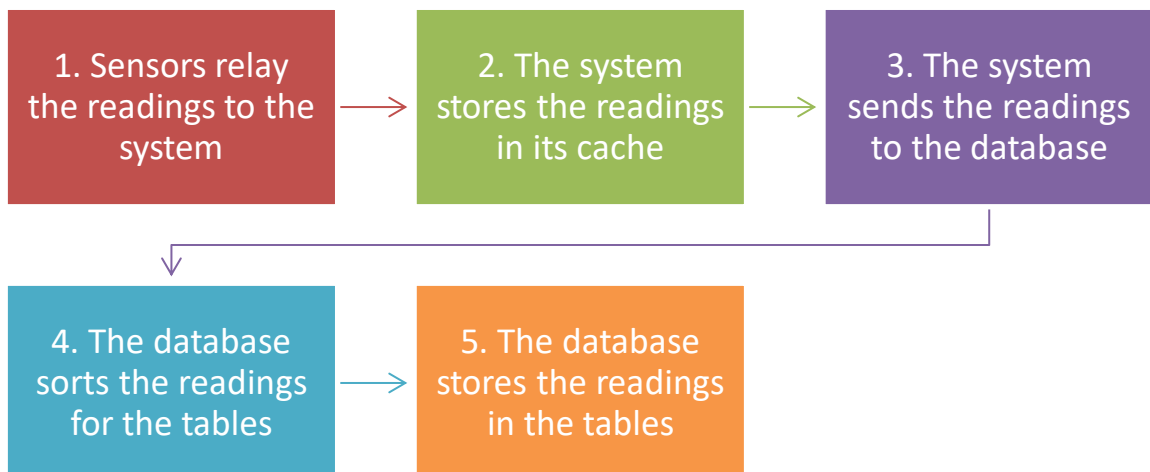 1. Sensors relay
the readings to the
system
2. The system
stores the readings
in its cache
3. The system
sends the readings
to the database
4. The database
sorts the readings
for the tables
5. The database
stores the readings
in the tables